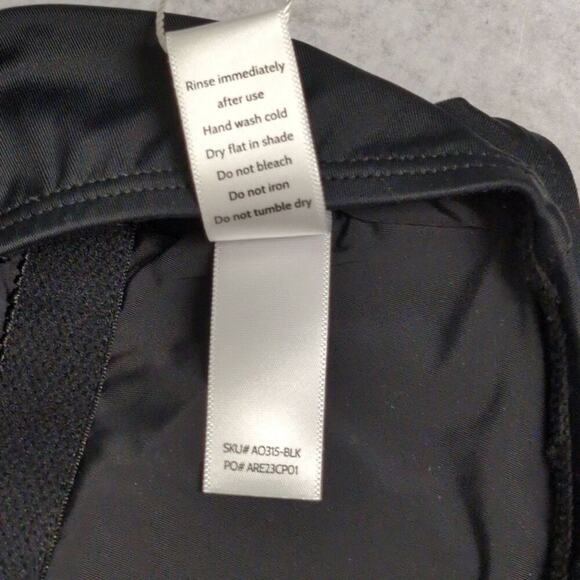 Rinse immediately
after use
Hand wash cold
Dry flat in shade
Do not bleach
Do not iron
Do not tumble dry
SKU# AO315-BLK
PO# ARE23CP01